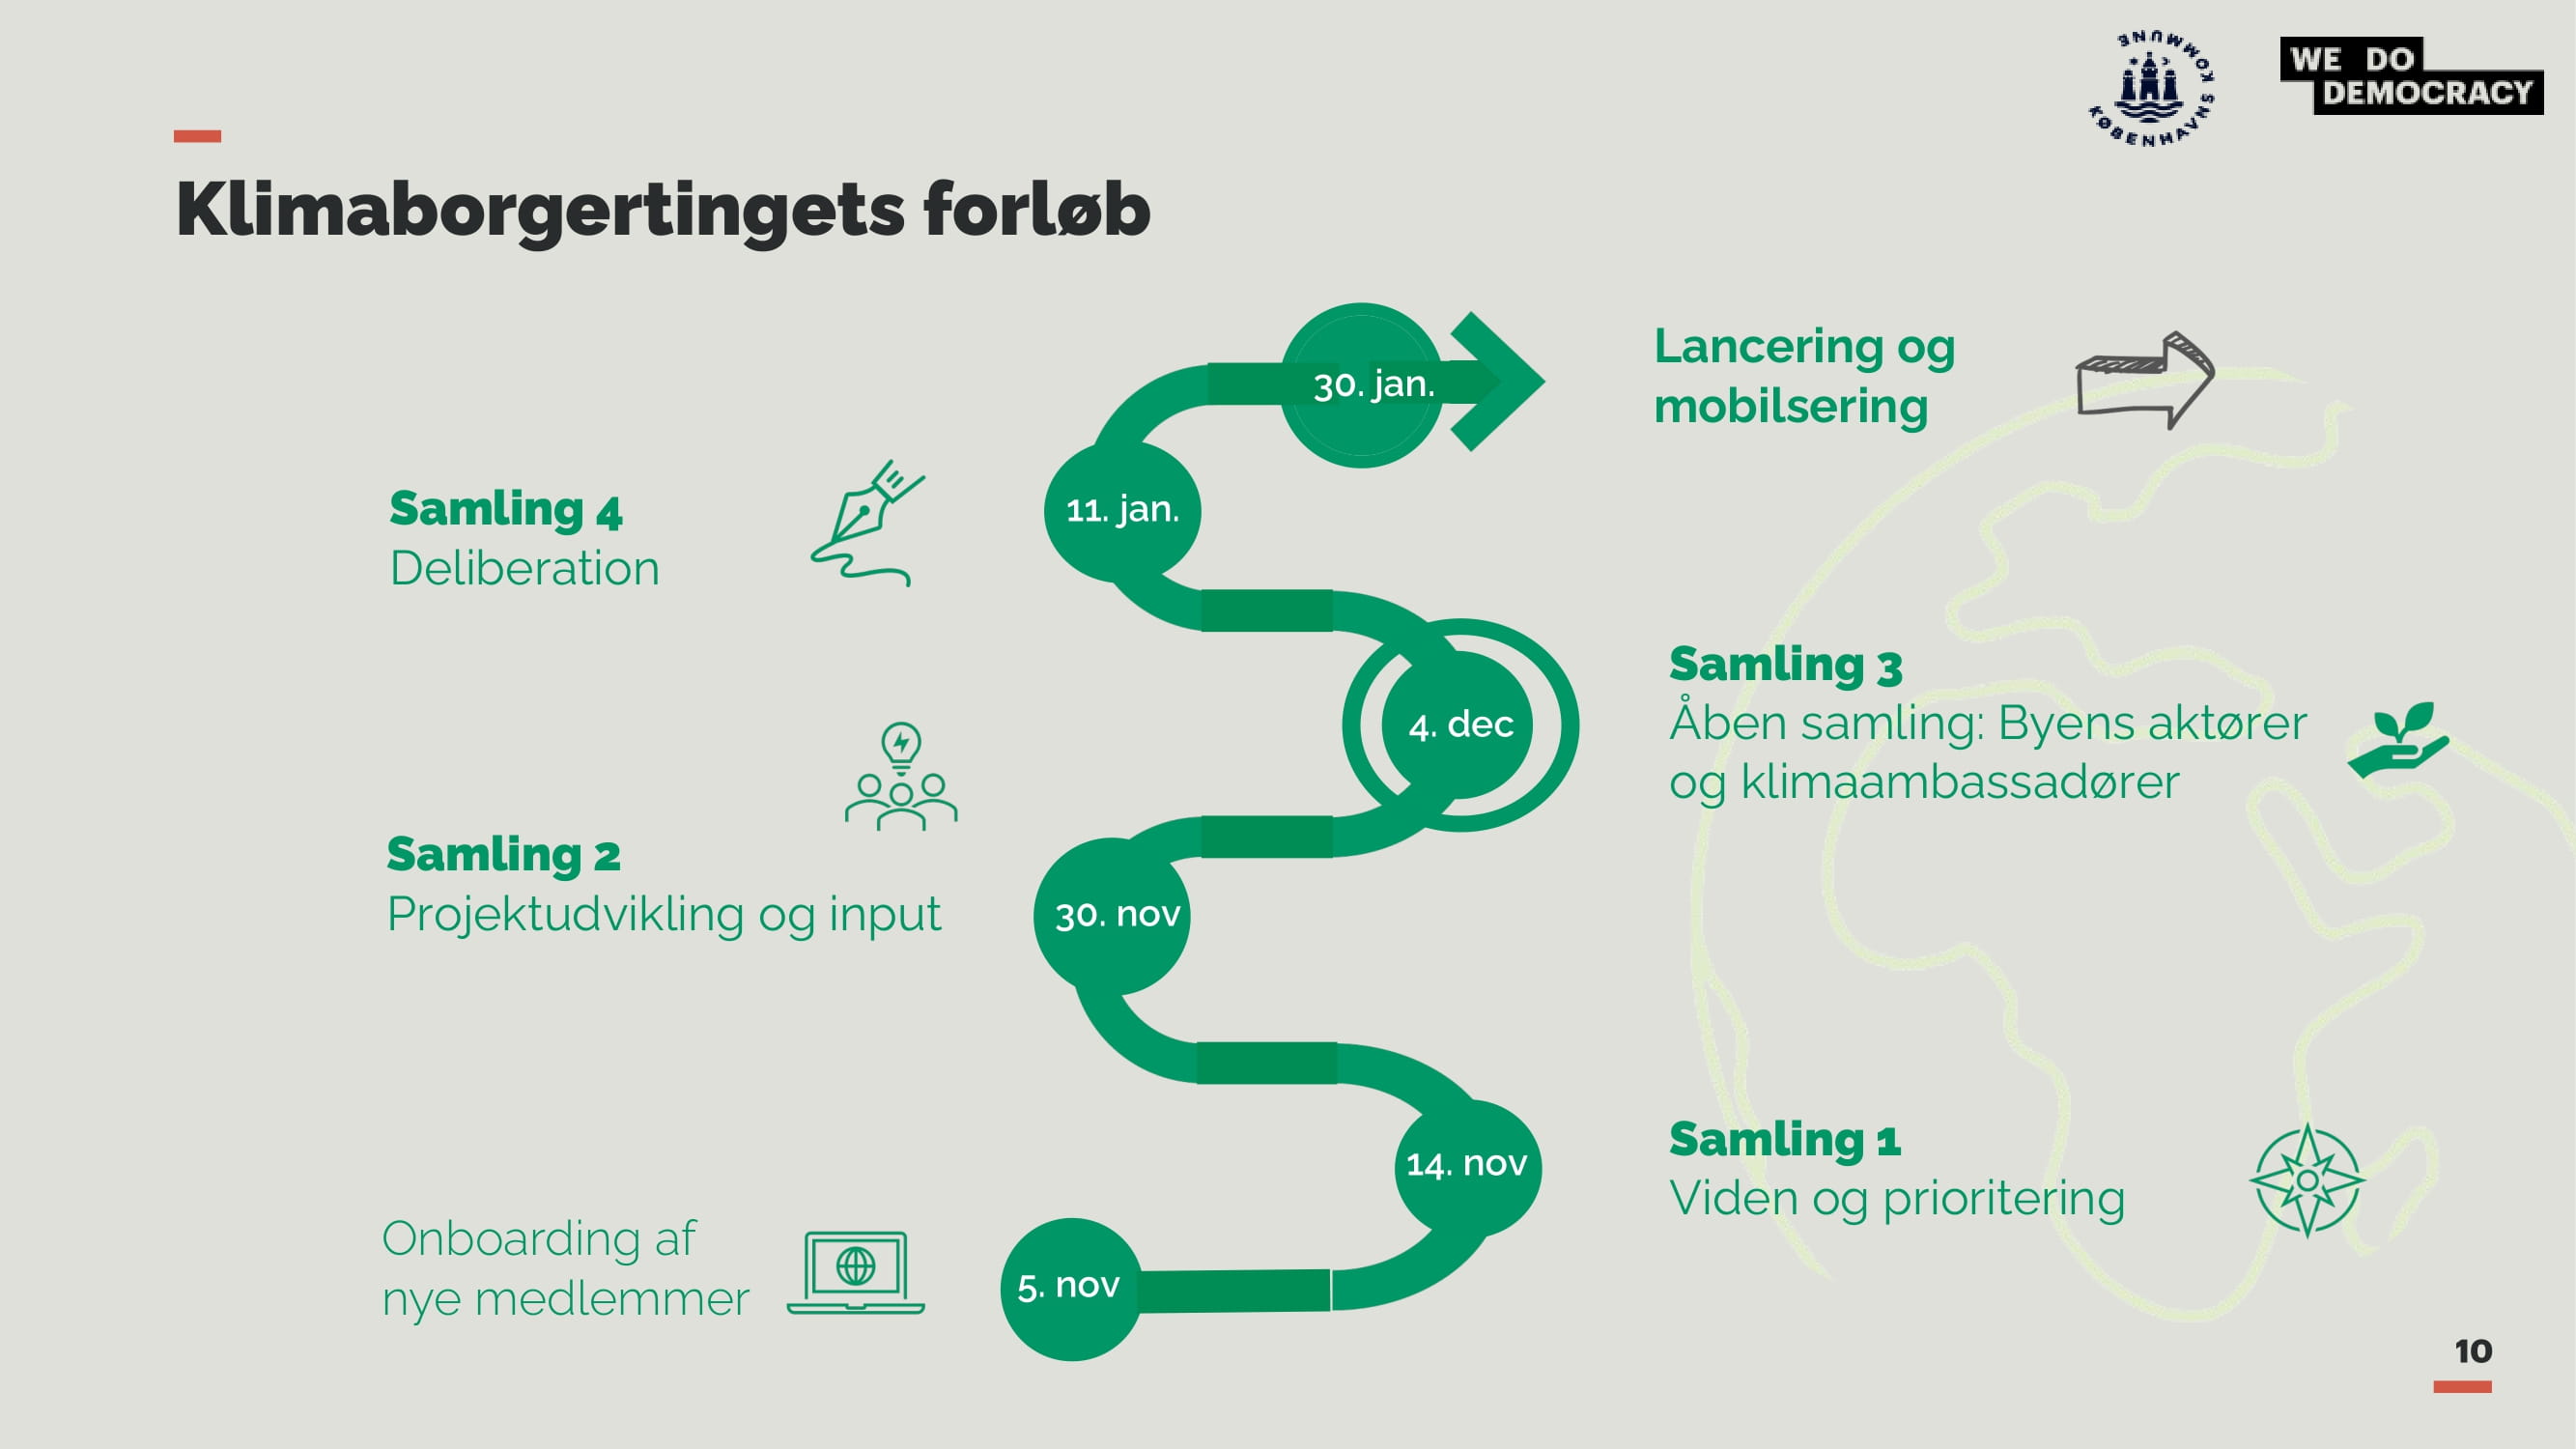 KØBENHAVNS KOMMUNE
WE DO
DEMOCRACY
Klimaborgertingets forløb
30. jan.
Lancering og
mobilsering
Samling 4
Deliberation
11. jan.
Samling 3
Åben samling: Byens aktører
og klimaambassadører
4. dec
Samling 2
Projektudvikling og input
30. nov
Samling 1
Viden og prioritering
14. nov
Onboarding af
nye medlemmer
5. nov
10